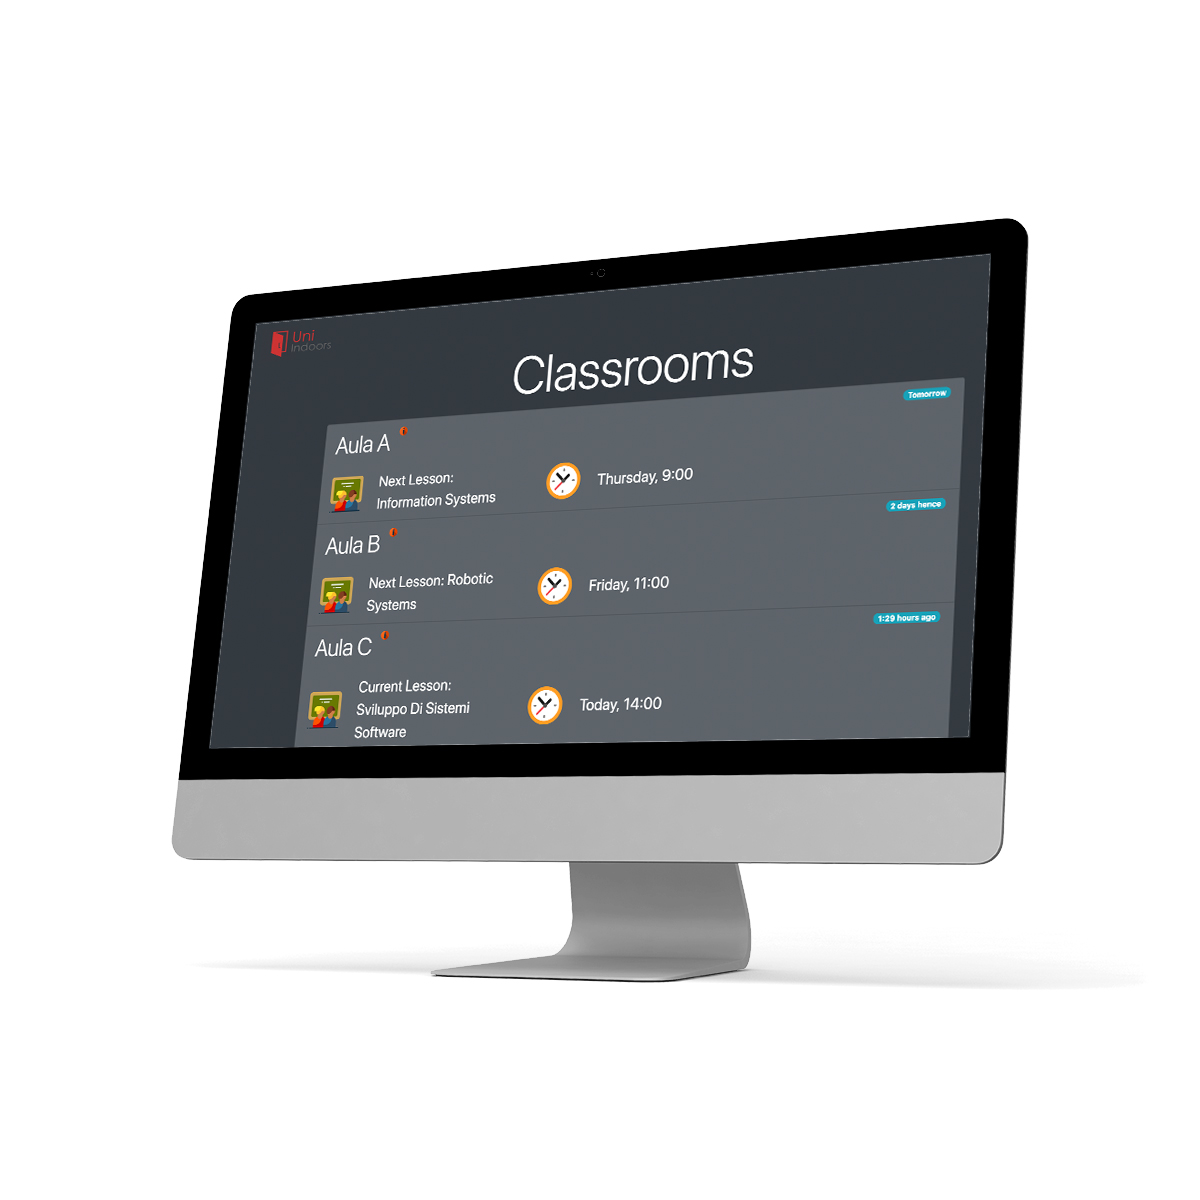 Uni
Indoors
Classrooms
Tomorrow
Aula A
Next Lesson:
Information Systems
Thursday, 9:00
2 days hence
Aula B
Next Lesson: Robotic
Systems
Friday, 11:00
1:29 hours ago
Aula C
Current Lesson:
Sviluppo Di Sistemi
Software
Today, 14:00